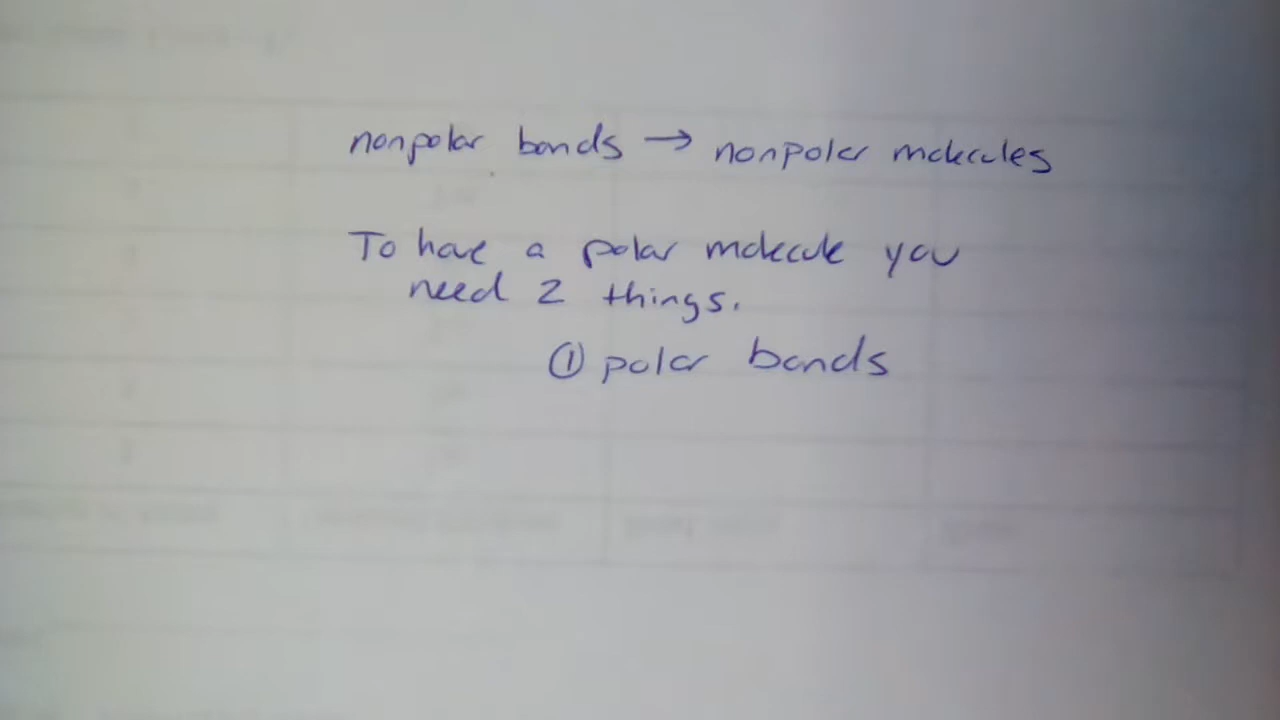 nonpolar bonds → nonpolar molecules
To have a polar molecule you
need 2 things.
① polar bonds